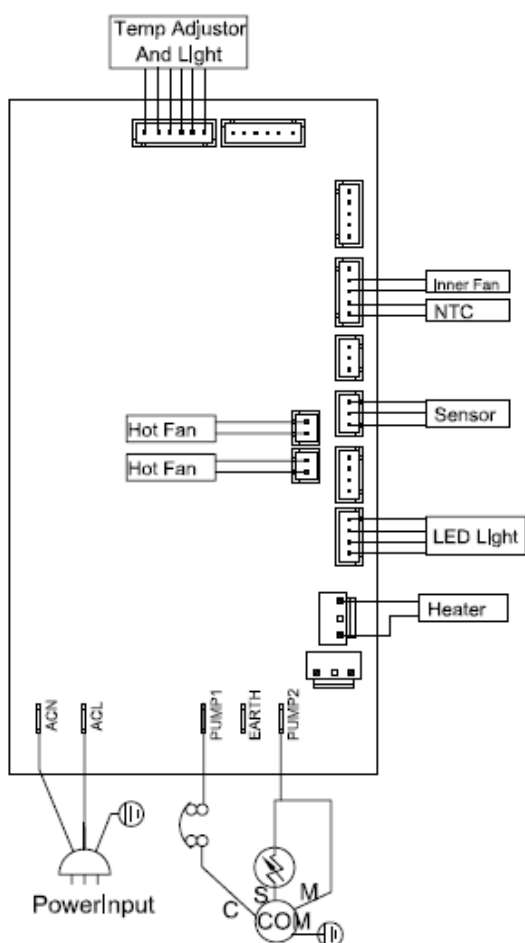 Temp Adjustor
And Light
Inner Fan
NTC
Sensor
Hot Fan
Hot Fan
LED Light
Heater
ACN
ACL
PUMP1
EARTH
PUMP2
PowerInput
S
M
C
COM